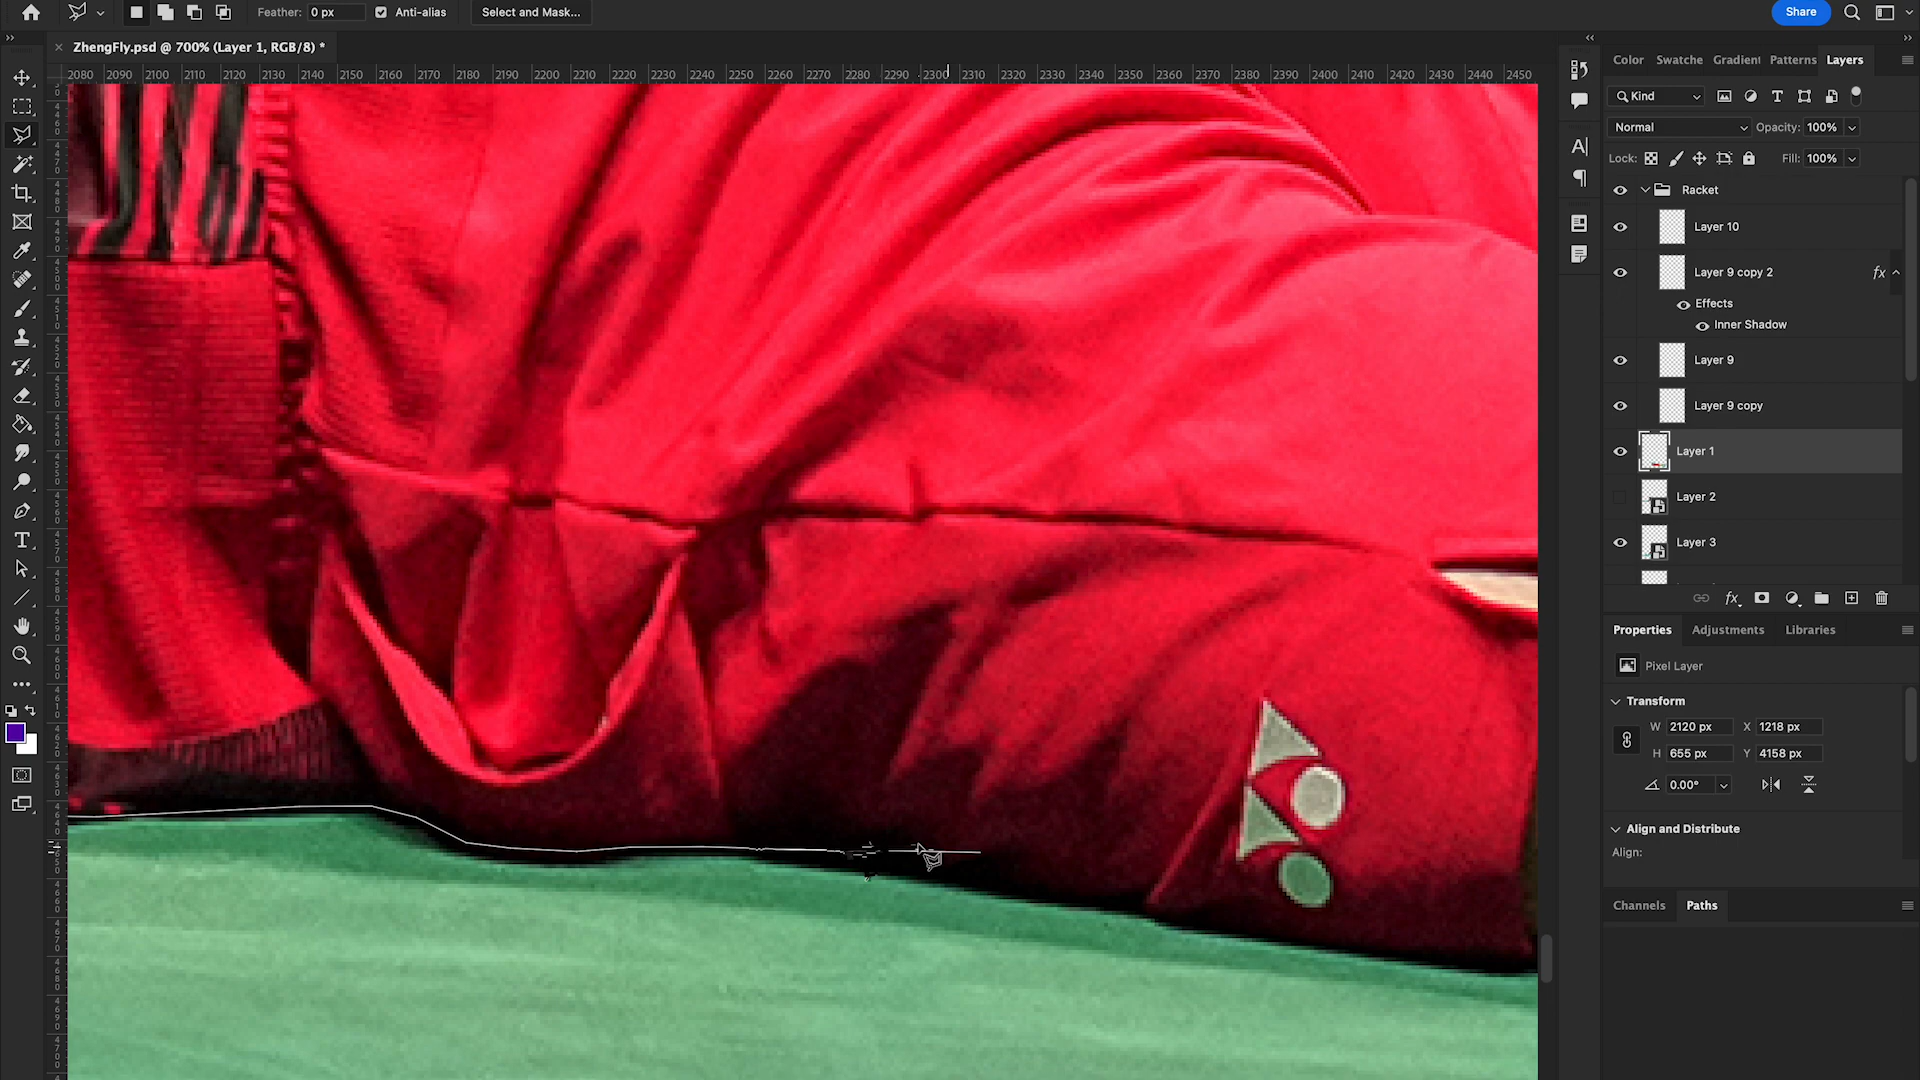 Feather: 0 px Anti-alias Select and Mask... Share
ZhengFly.psd @ 700% (Layer 1, RGB/8) *
2080 2090 2100 2110 2120 2130 2140 2150 2160 2170 2180 2190 2200 2210 2220 2230 2240 2250 2260 2270 2280 2290 2300 2310 2320 2330 2340 2350 2360 2370 2380 2390 2400 2410 2420 2430 2440 2450
Color Swatche Gradient Patterns Layers
Kind
Normal Opacity: 100%
Lock: Fill: 100%
Racket
Layer 10
Layer 9 copy 2 fx
Effects
Inner Shadow
Layer 9
Layer 9 copy
Layer 1
Layer 2
Layer 3
fx
Properties Adjustments Libraries
Pixel Layer
Transform
W 2120 px X 1218 px
H 655 px Y 4158 px
0.00°
Align and Distribute
Align:
Channels Paths